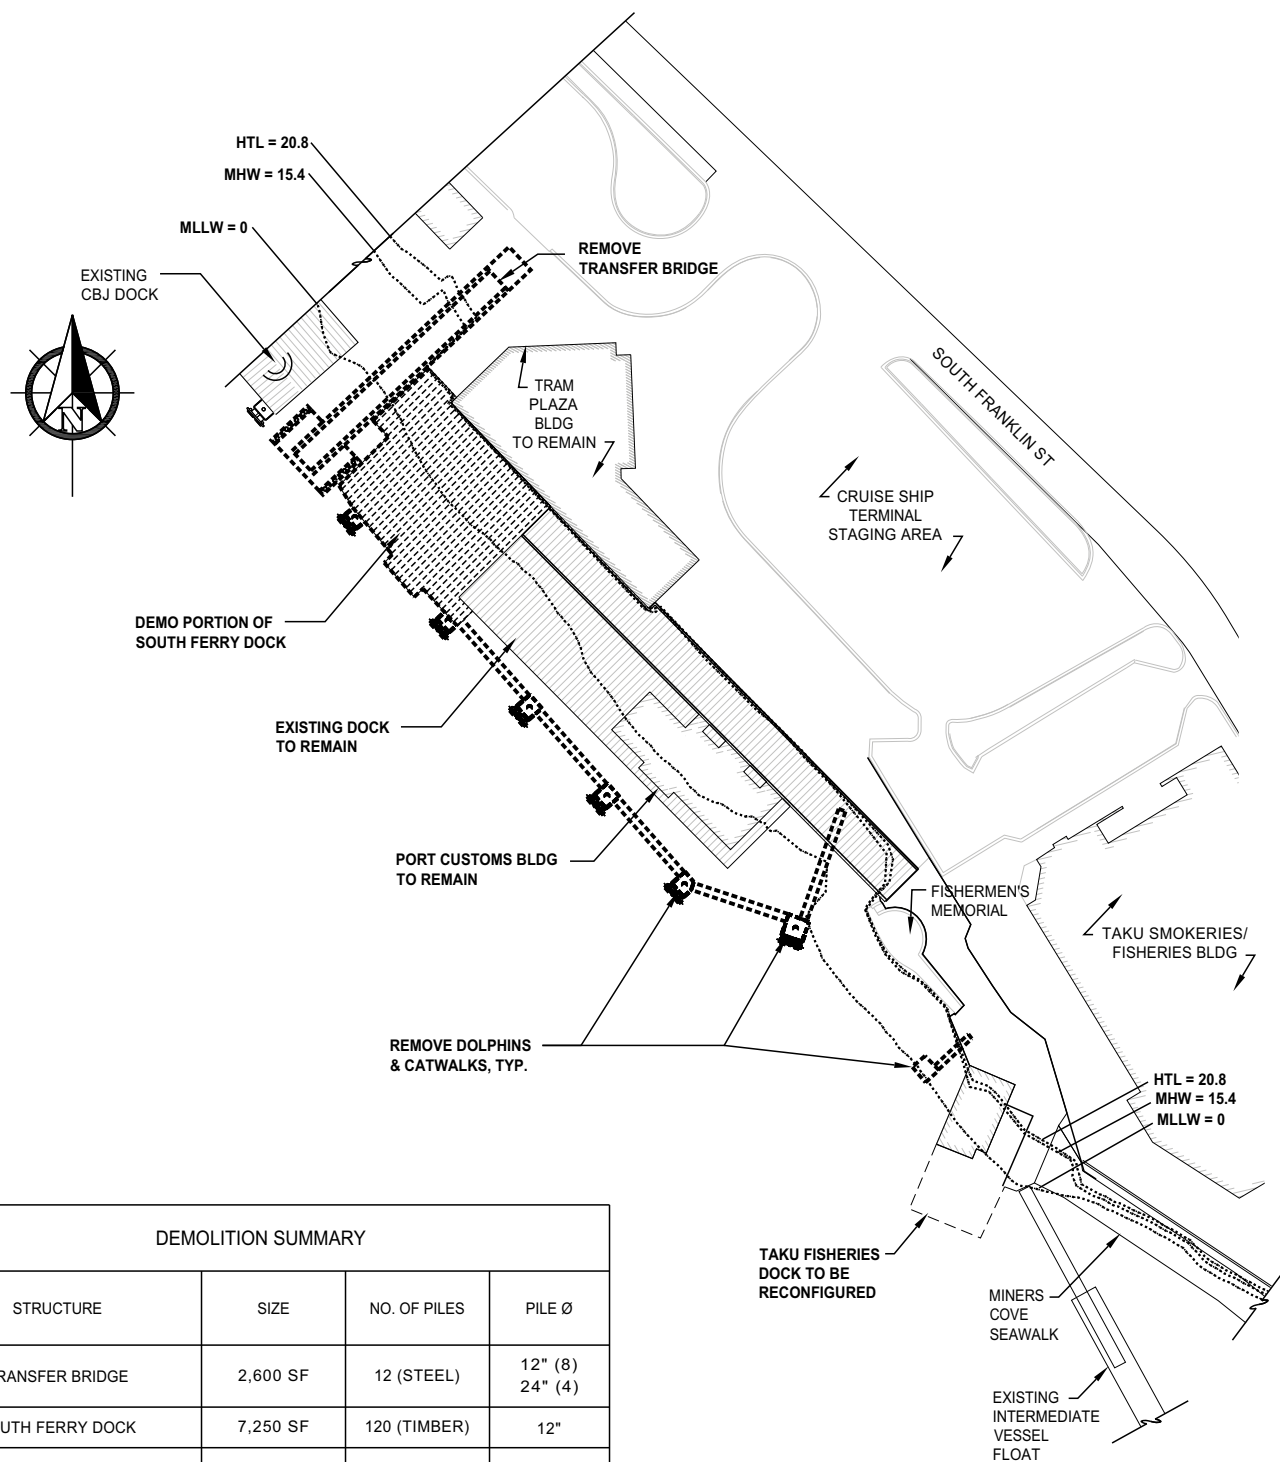 HTL = 20.8
MHW = 15.4
MLLW = 0
EXISTING
CBJ DOCK
REMOVE
TRANSFER BRIDGE
N
TRAM
PLAZA
BLDG
TO REMAIN
SOUTH FRANKLIN ST
CRUISE SHIP
TERMINAL
STAGING AREA
DEMO PORTION OF
SOUTH FERRY DOCK
EXISTING DOCK
TO REMAIN
PORT CUSTOMS BLDG
TO REMAIN
FISHERMEN'S
MEMORIAL
TAKU SMOKERIES/
FISHERIES BLDG
REMOVE DOLPHINS
& CATWALKS, TYP.
HTL = 20.8
MHW = 15.4
MLLW = 0
TAKU FISHERIES
DOCK TO BE
RECONFIGURED
MINERS
COVE
SEAWALK
EXISTING
INTERMEDIATE
VESSEL
FLOAT
DEMOLITION SUMMARY
STRUCTURE SIZE NO. OF PILES PILE Ø
RANSFER BRIDGE 2,600 SF 12 (STEEL) 12" (8)
24" (4)
UTH FERRY DOCK 7,250 SF 120 (TIMBER) 12"